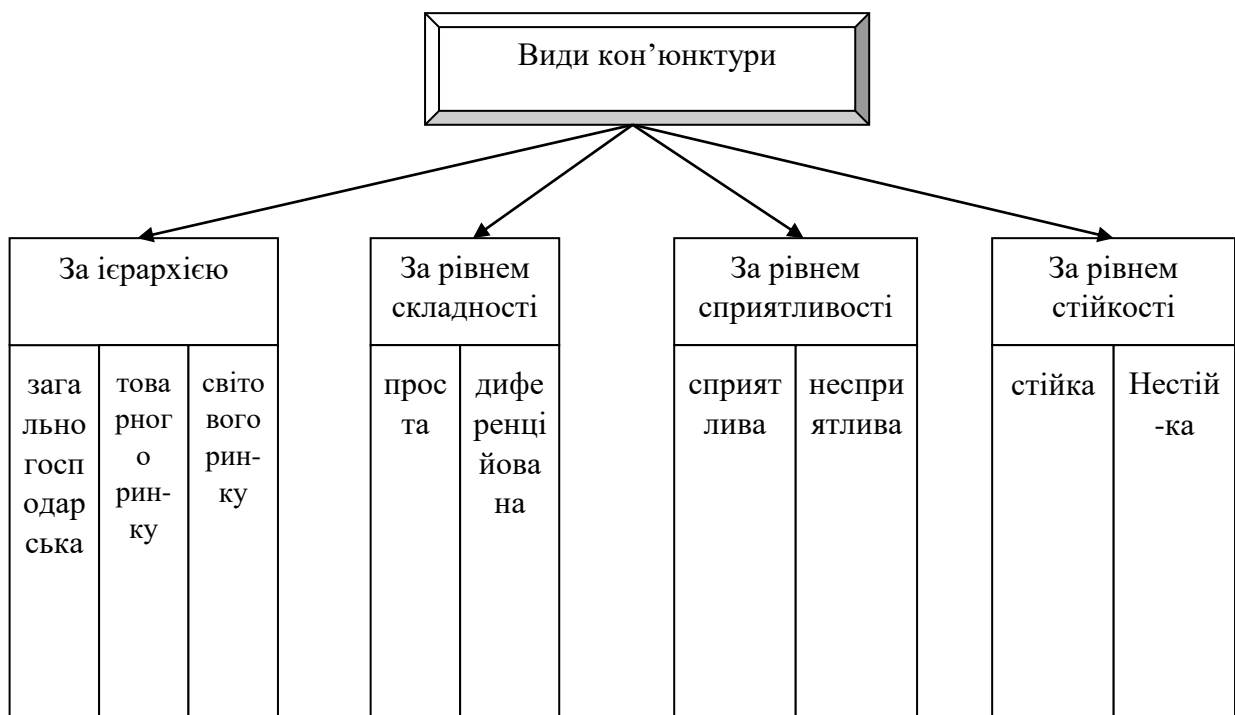 Види кон’юнктури
За ієрархією
зага
льно
госп
одар
ська
това
рног
о
рин-
ку
світо
вого
рин-
ку
За рівнем
складності
прос
та
дифе
ренці
йова
на
За рівнем
сприятливості
сприят
лива
неспри
ятлива
За рівнем
стійкості
стійка
Нестій
-ка